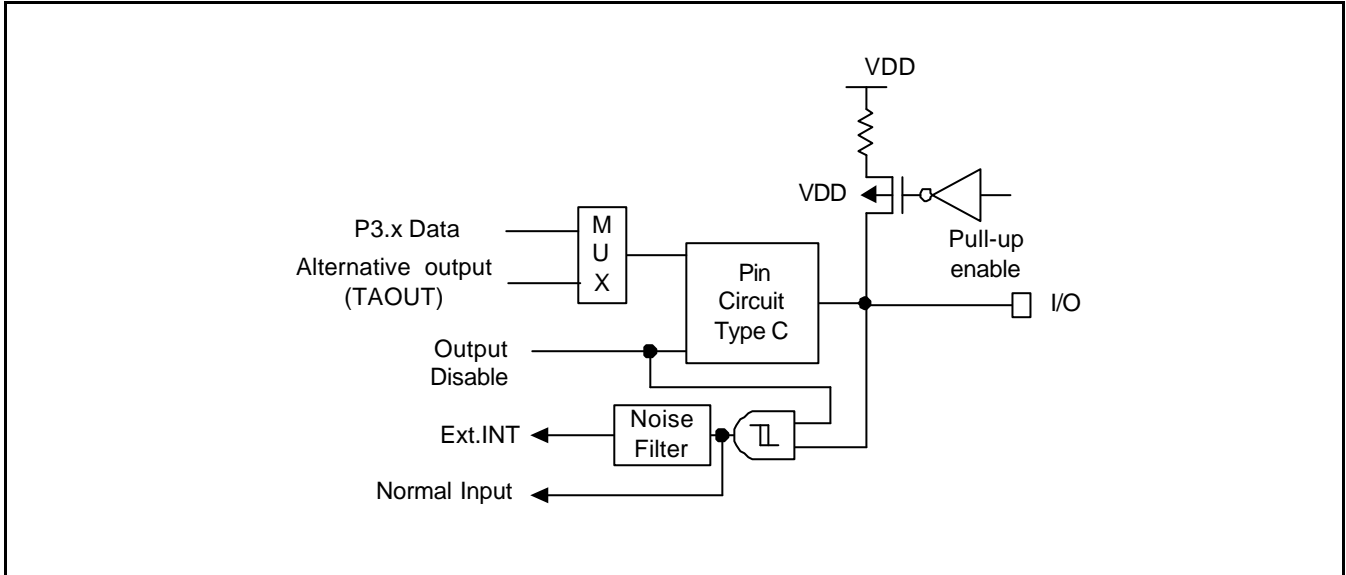 VDD
VDD
Pull-up
enable
P3.x Data
Alternative output
(TAOUT)
M
U
X
Pin
Circuit
Type C
I/O
Output
Disable
Noise
Filter
Ext.INT
Normal Input